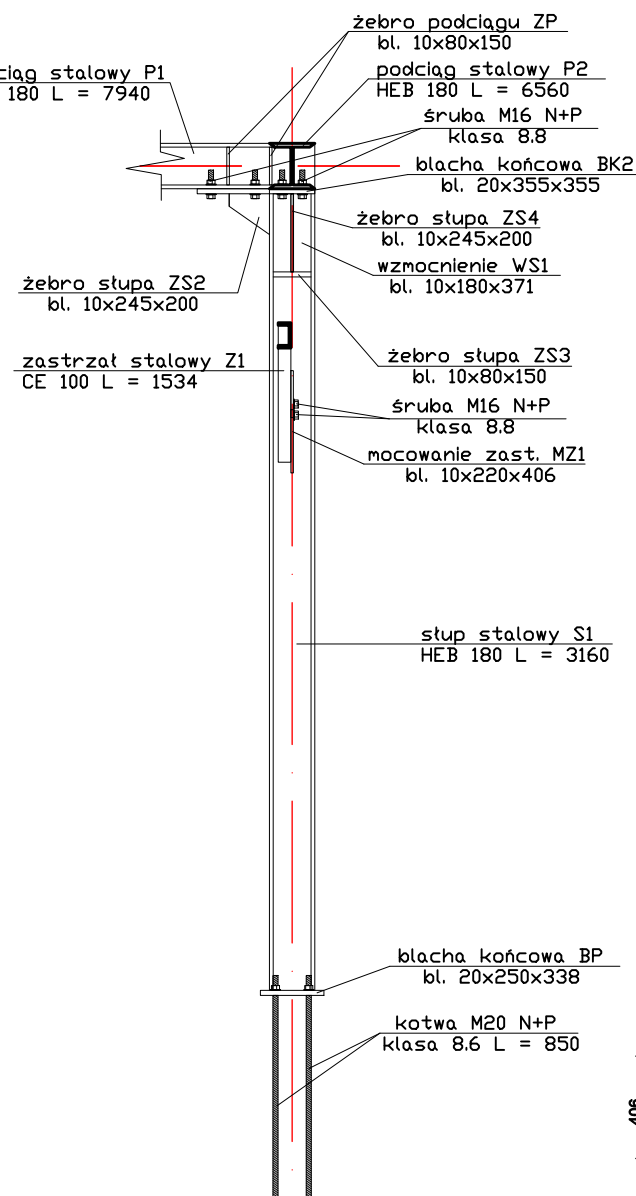 żebro podciągu ZP
bl. 10x80x150
ciąg stalowy P1
180 L = 7940
podciąg stalowy P2
HEB 180 L = 6560
śruba M16 N+P
klasa 8.8
blacha końcowa BK2
bl. 20x355x355
żebro słupa ZS4
bl. 10x245x200
wzmocnienie WS1
bl. 10x180x371
żebro słupa ZS2
bl. 10x245x200
zastrzał stalowy Z1
CE 100 L = 1534
żebro słupa ZS3
bl. 10x80x150
śruba M16 N+P
klasa 8.8
mocowanie zast. MZ1
bl. 10x220x406
słup stalowy S1
HEB 180 L = 3160
blacha końcowa BP
bl. 20x250x338
kotwa M20 N+P
klasa 8.6 L = 850
406